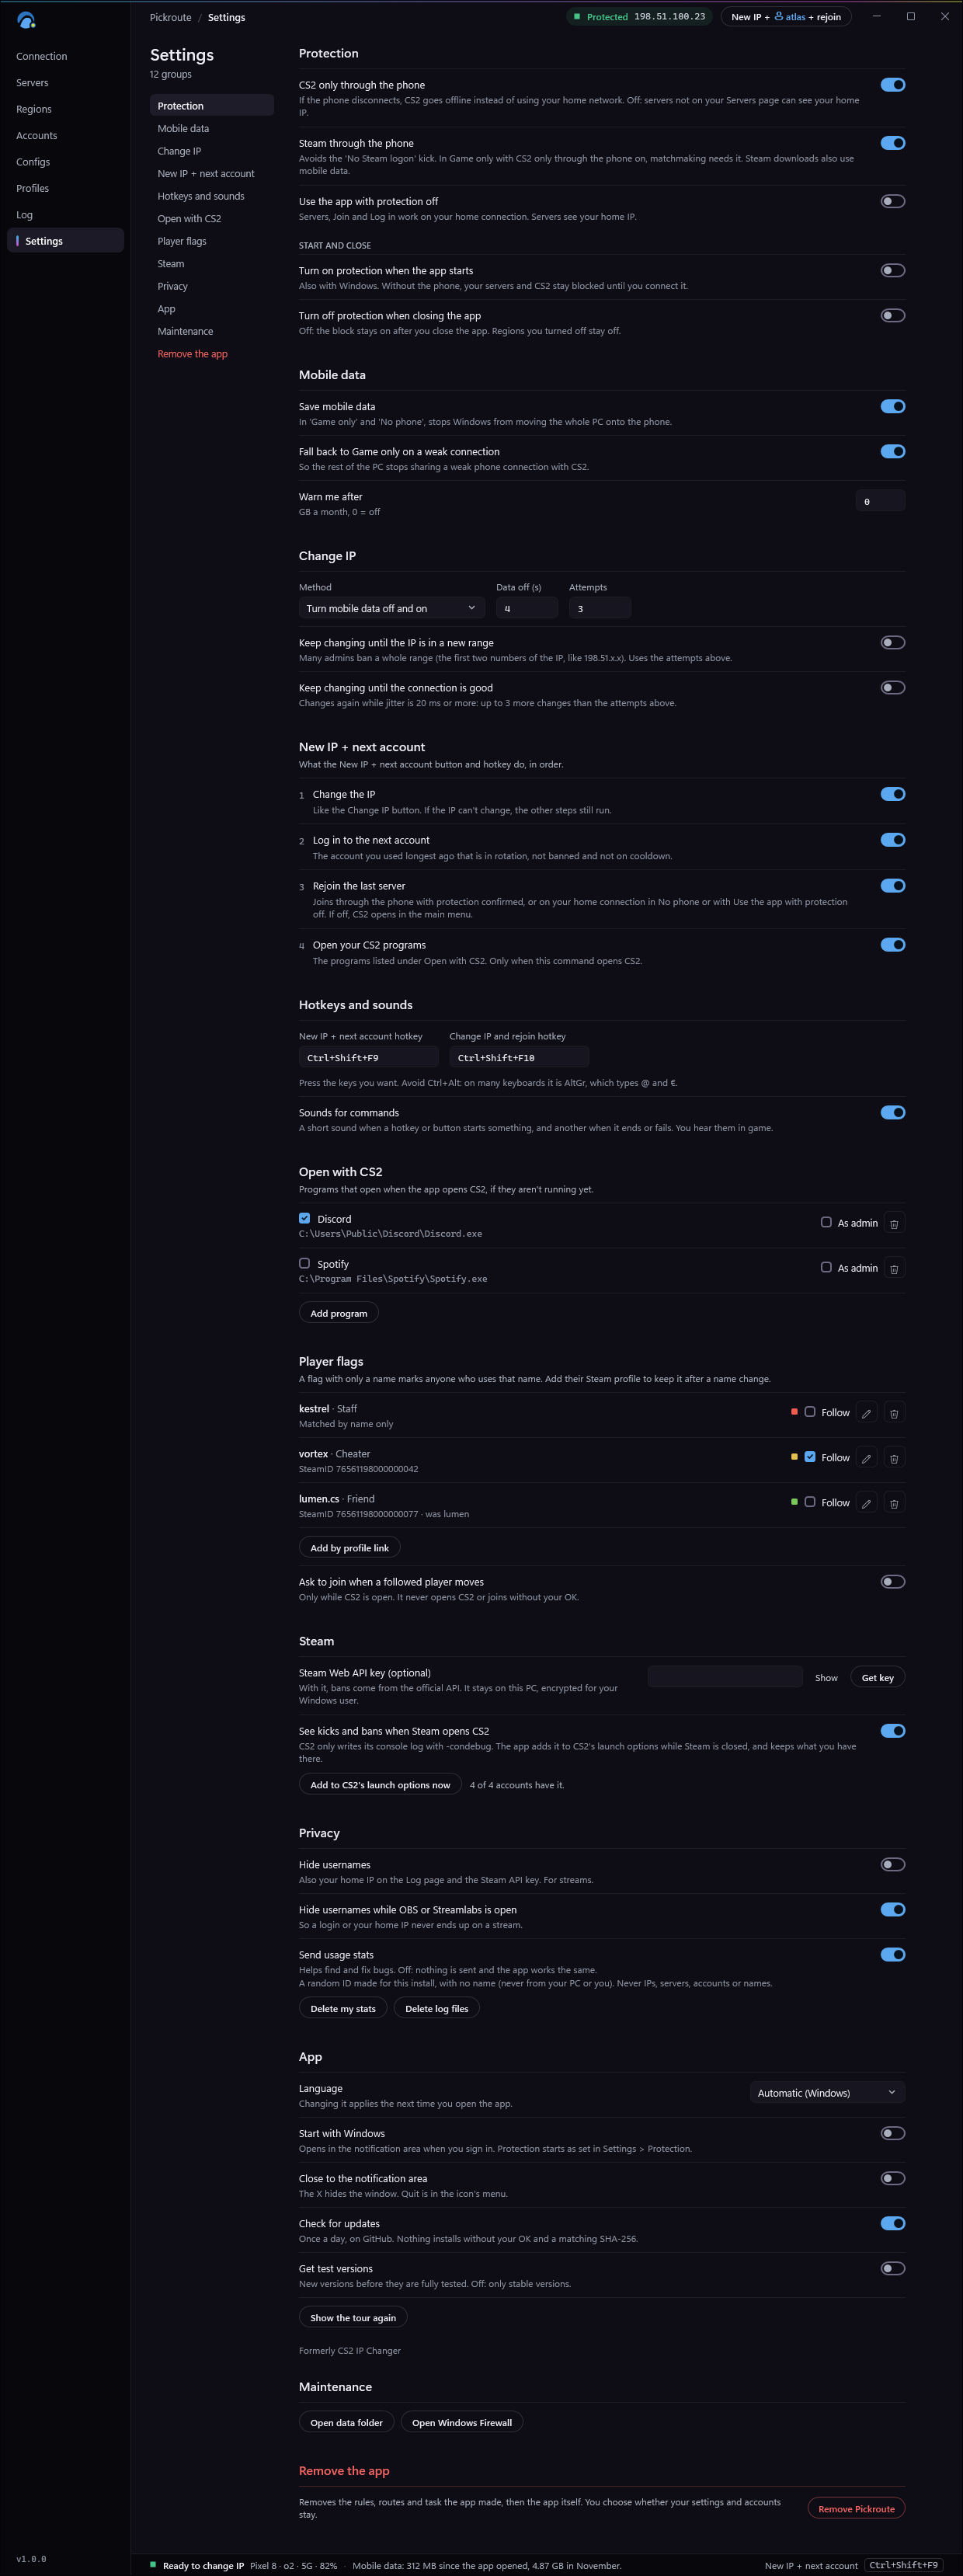 Pickroute / Settings
Protected 198.51.100.23
New IP + atlas + rejoin
Connection
Servers
Regions
Accounts
Configs
Profiles
Log
Settings
Settings
12 groups
Protection
Mobile data
Change IP
New IP + next account
Hotkeys and sounds
Open with CS2
Player flags
Steam
Privacy
App
Maintenance
Remove the app
Protection
CS2 only through the phone
If the phone disconnects, CS2 goes offline instead of using your home network. Off: servers not on your Servers page can see your home
IP.
Steam through the phone
Avoids the 'No Steam logon' kick. In Game only with CS2 only through the phone on, matchmaking needs it. Steam downloads also use
mobile data.
Use the app with protection off
Servers, Join and Log in work on your home connection. Servers see your home IP.
START AND CLOSE
Turn on protection when the app starts
Also with Windows. Without the phone, your servers and CS2 stay blocked until you connect it.
Turn off protection when closing the app
Off: the block stays on after you close the app. Regions you turned off stay off.
Mobile data
Save mobile data
In 'Game only' and 'No phone', stops Windows from moving the whole PC onto the phone.
Fall back to Game only on a weak connection
So the rest of the PC stops sharing a weak phone connection with CS2.
Warn me after
GB a month, 0 = off
0
Change IP
Method
Data off (s)
Attempts
Turn mobile data off and on
4
3
Keep changing until the IP is in a new range
Many admins ban a whole range (the first two numbers of the IP, like 198.51.x.x). Uses the attempts above.
Keep changing until the connection is good
Changes again while jitter is 20 ms or more: up to 3 more changes than the attempts above.
New IP + next account
What the New IP + next account button and hotkey do, in order.
1 Change the IP
Like the Change IP button. If the IP can't change, the other steps still run.
2 Log in to the next account
The account you used longest ago that is in rotation, not banned and not on cooldown.
3 Rejoin the last server
Joins through the phone with protection confirmed, or on your home connection in No phone or with Use the app with protection
off. If off, CS2 opens in the main menu.
4 Open your CS2 programs
The programs listed under Open with CS2. Only when this command opens CS2.
Hotkeys and sounds
New IP + next account hotkey
Change IP and rejoin hotkey
Ctrl+Shift+F9
Ctrl+Shift+F10
Press the keys you want. Avoid Ctrl+Alt: on many keyboards it is AltGr, which types @ and €.
Sounds for commands
A short sound when a hotkey or button starts something, and another when it ends or fails. You hear them in game.
Open with CS2
Programs that open when the app opens CS2, if they aren't running yet.
Discord
C:\Users\Public\Discord\Discord.exe
As admin
Spotify
C:\Program Files\Spotify\Spotify.exe
As admin
Add program
Player flags
A flag with only a name marks anyone who uses that name. Add their Steam profile to keep it after a name change.
kestrel · Staff
Matched by name only
Follow
vortex · Cheater
SteamID 76561198000000042
Follow
lumen.cs · Friend
SteamID 76561198000000077 · was lumen
Follow
Add by profile link
Ask to join when a followed player moves
Only while CS2 is open. It never opens CS2 or joins without your OK.
Steam
Steam Web API key (optional)
With it, bans come from the official API. It stays on this PC, encrypted for your
Windows user.
Show
Get key
See kicks and bans when Steam opens CS2
CS2 only writes its console log with -condebug. The app adds it to CS2's launch options while Steam is closed, and keeps what you have
there.
Add to CS2's launch options now
4 of 4 accounts have it.
Privacy
Hide usernames
Also your home IP on the Log page and the Steam API key. For streams.
Hide usernames while OBS or Streamlabs is open
So a login or your home IP never ends up on a stream.
Send usage stats
Helps find and fix bugs. Off: nothing is sent and the app works the same.
A random ID made for this install, with no name (never from your PC or you). Never IPs, servers, accounts or names.
Delete my stats
Delete log files
App
Language
Changing it applies the next time you open the app.
Automatic (Windows)
Start with Windows
Opens in the notification area when you sign in. Protection starts as set in Settings > Protection.
Close to the notification area
The X hides the window. Quit is in the icon's menu.
Check for updates
Once a day, on GitHub. Nothing installs without your OK and a matching SHA-256.
Get test versions
New versions before they are fully tested. Off: only stable versions.
Show the tour again
Formerly CS2 IP Changer
Maintenance
Open data folder
Open Windows Firewall
Remove the app
Removes the rules, routes and task the app made, then the app itself. You choose whether your settings and accounts
stay.
Remove Pickroute
v1.0.0
Ready to change IP Pixel 8 · o2 · 5G · 82% · Mobile data: 312 MB since the app opened, 4.87 GB in November.
New IP + next account Ctrl+Shift+F9